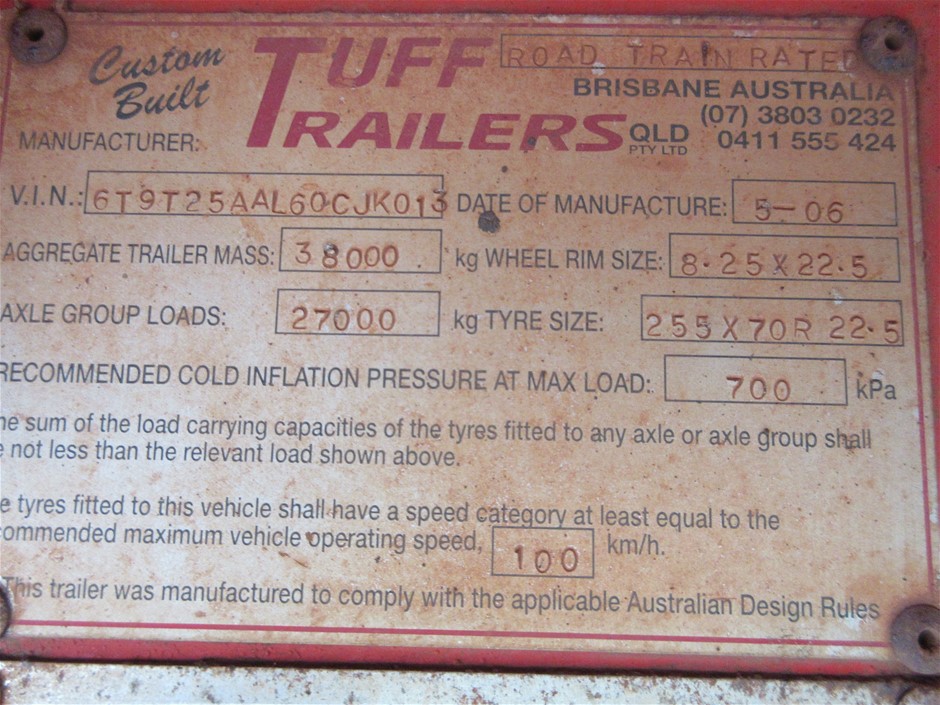 Custom Built
TUFF TRAILERS QLD PTY LTD
ROAD TRAIN RATED
BRISBANE AUSTRALIA
(07) 3803 0232
0411 555 424
MANUFACTURER:
V.I.N.: 6T9T25AAL60CJK013 DATE OF MANUFACTURE: 5-06
AGGREGATE TRAILER MASS: 38000 kg WHEEL RIM SIZE: 8.25X22.5
AXLE GROUP LOADS: 27000 kg TYRE SIZE: 255X70R 22.5
RECOMMENDED COLD INFLATION PRESSURE AT MAX LOAD: 700 kPa
he sum of the load carrying capacities of the tyres fitted to any axle or axle group shall
e not less than the relevant load shown above.
e tyres fitted to this vehicle shall have a speed category at least equal to the
commended maximum vehicle operating speed, 100 km/h.
This trailer was manufactured to comply with the applicable Australian Design Rules